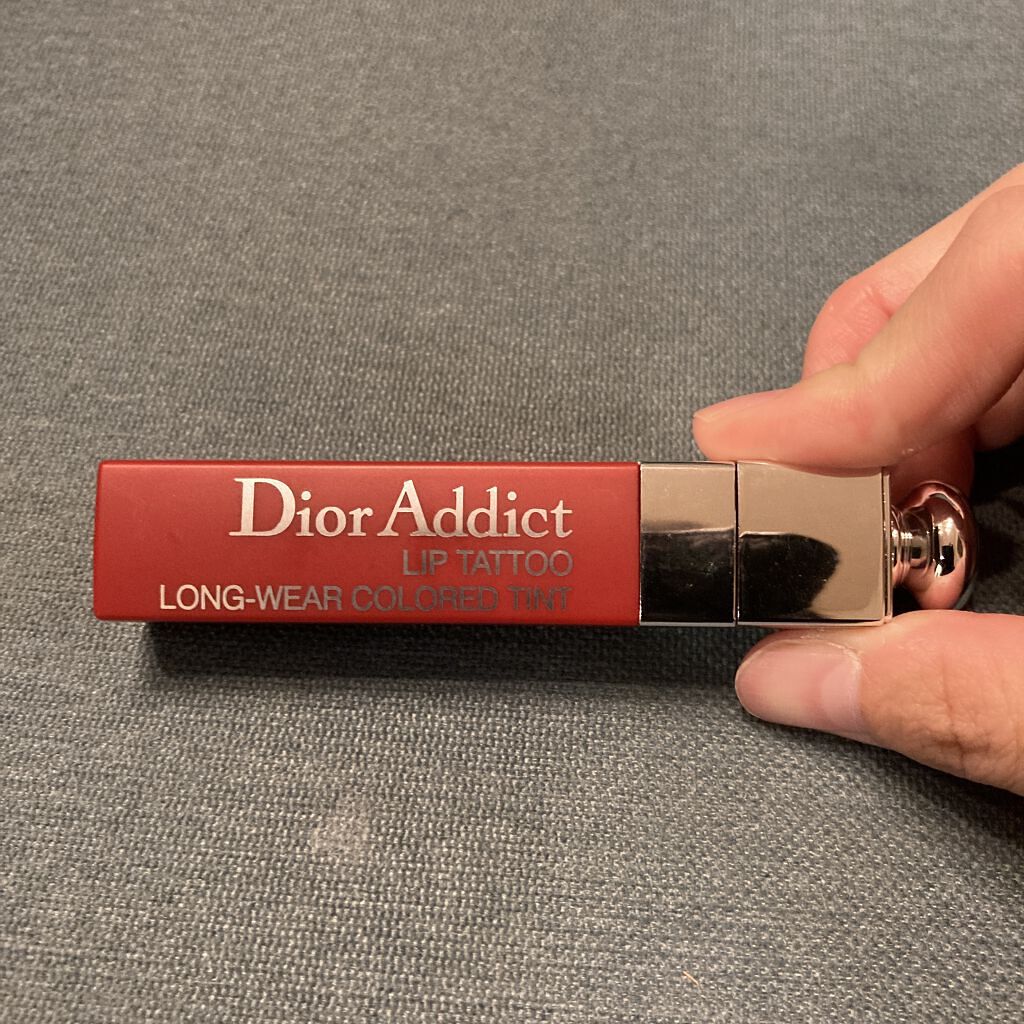 Dior Addict
LIP TATTOO
LONG-WEAR COLORED TINT